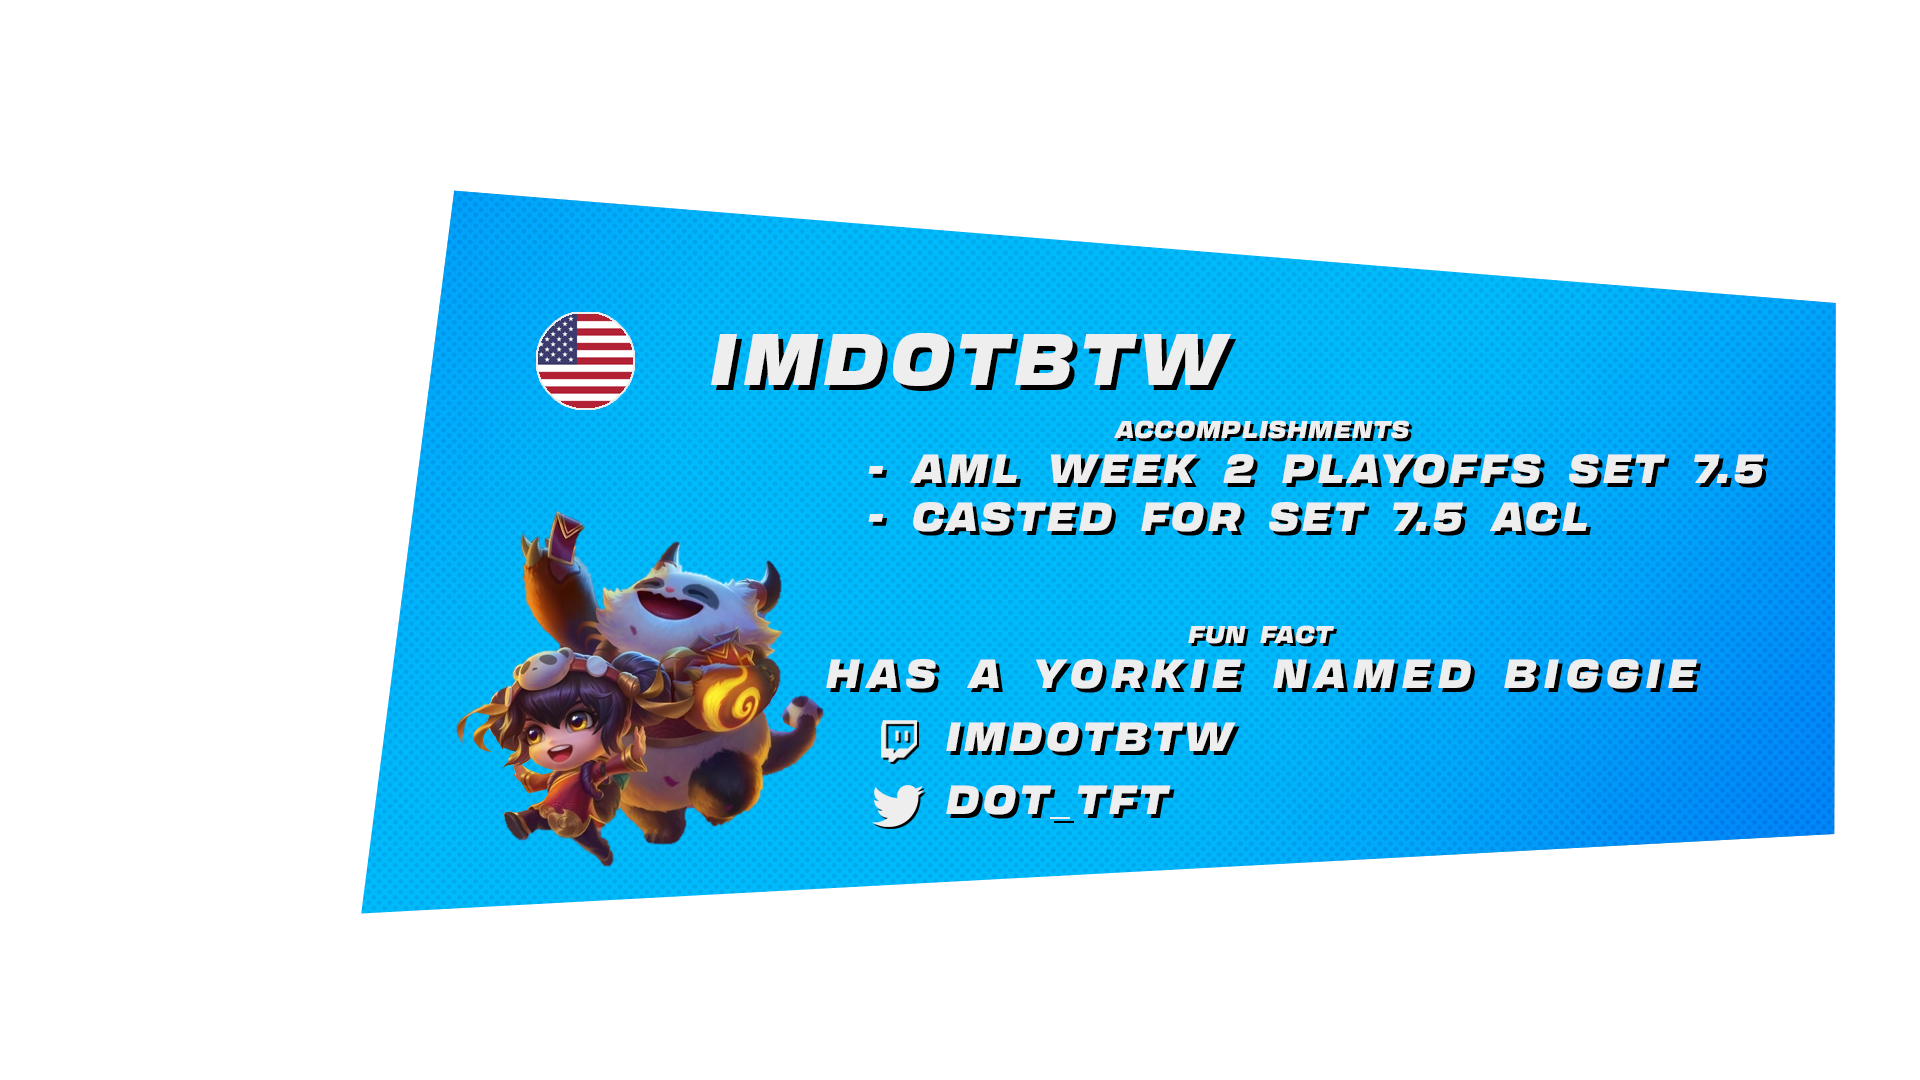 IMDOTBTW
ACCOMPLISHMENTS
- AML WEEK 2 PLAYOFFS SET 7.5
- CASTED FOR SET 7.5 ACL
FUN FACT
HAS A YORKIE NAMED BIGGIE
IMDOTBTW
DOT_TFT